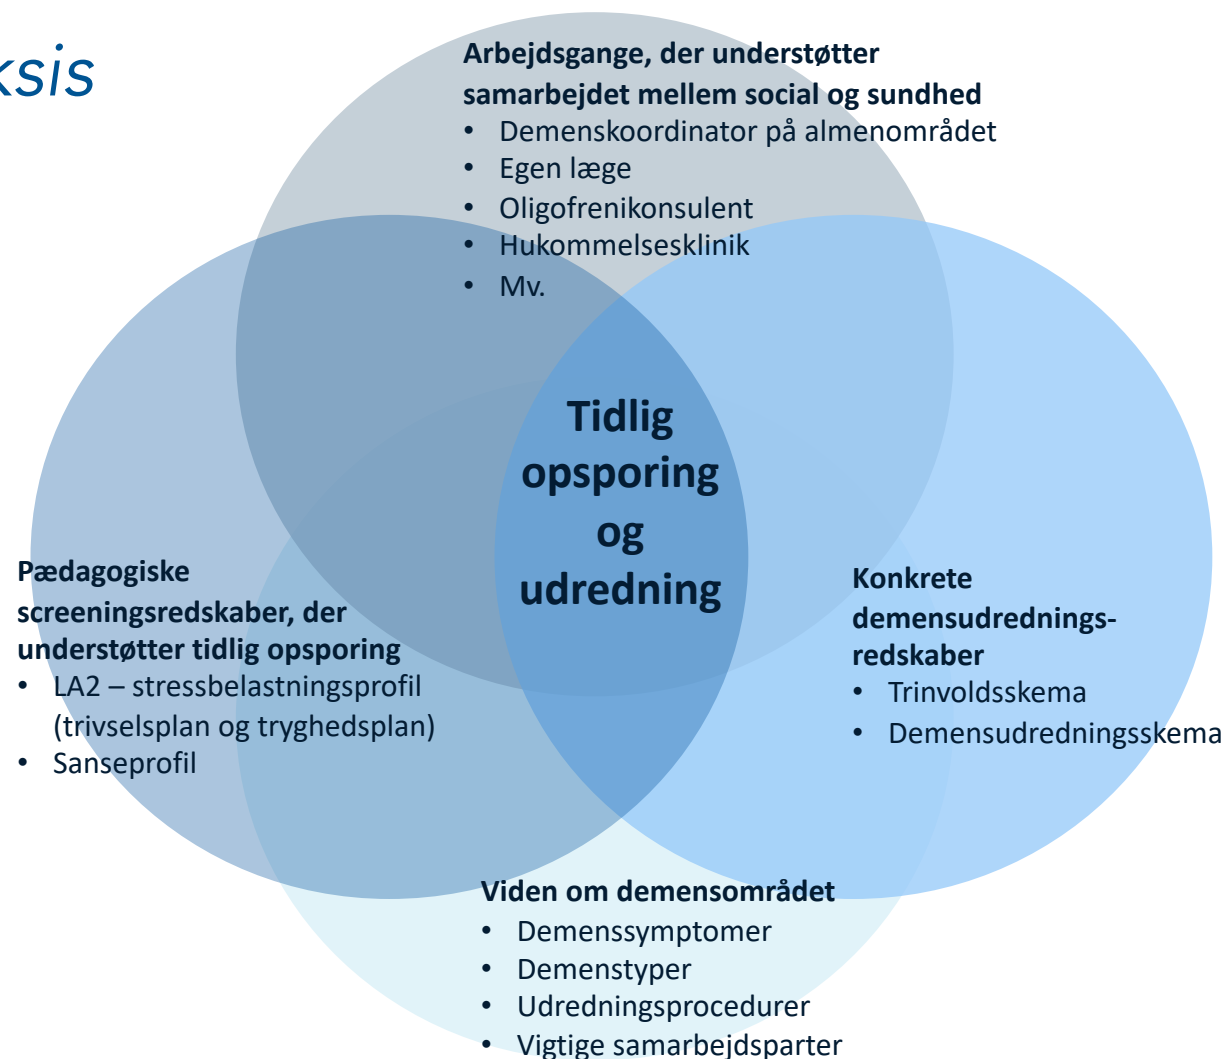 ksis
Arbejdsgange, der understøtter
samarbejdet mellem social og sundhed
• Demenskoordinator på almenområdet
• Egen læge
• Oligofrenikonsulent
• Hukommelsesklinik
• Mv.
Tidlig
opsporing
og
udredning
Pædagogiske
screeningsredskaber, der
understøtter tidlig opsporing
• LA2 – stressbelastningsprofil
(trivselsplan og tryghedsplan)
• Sanseprofil
Konkrete
demensudrednings-
redskaber
• Trinvoldsskema
• Demensudredningsskema
Viden om demensområdet
• Demenssymptomer
• Demenstyper
• Udredningsprocedurer
• Vigtige samarbejdsparter